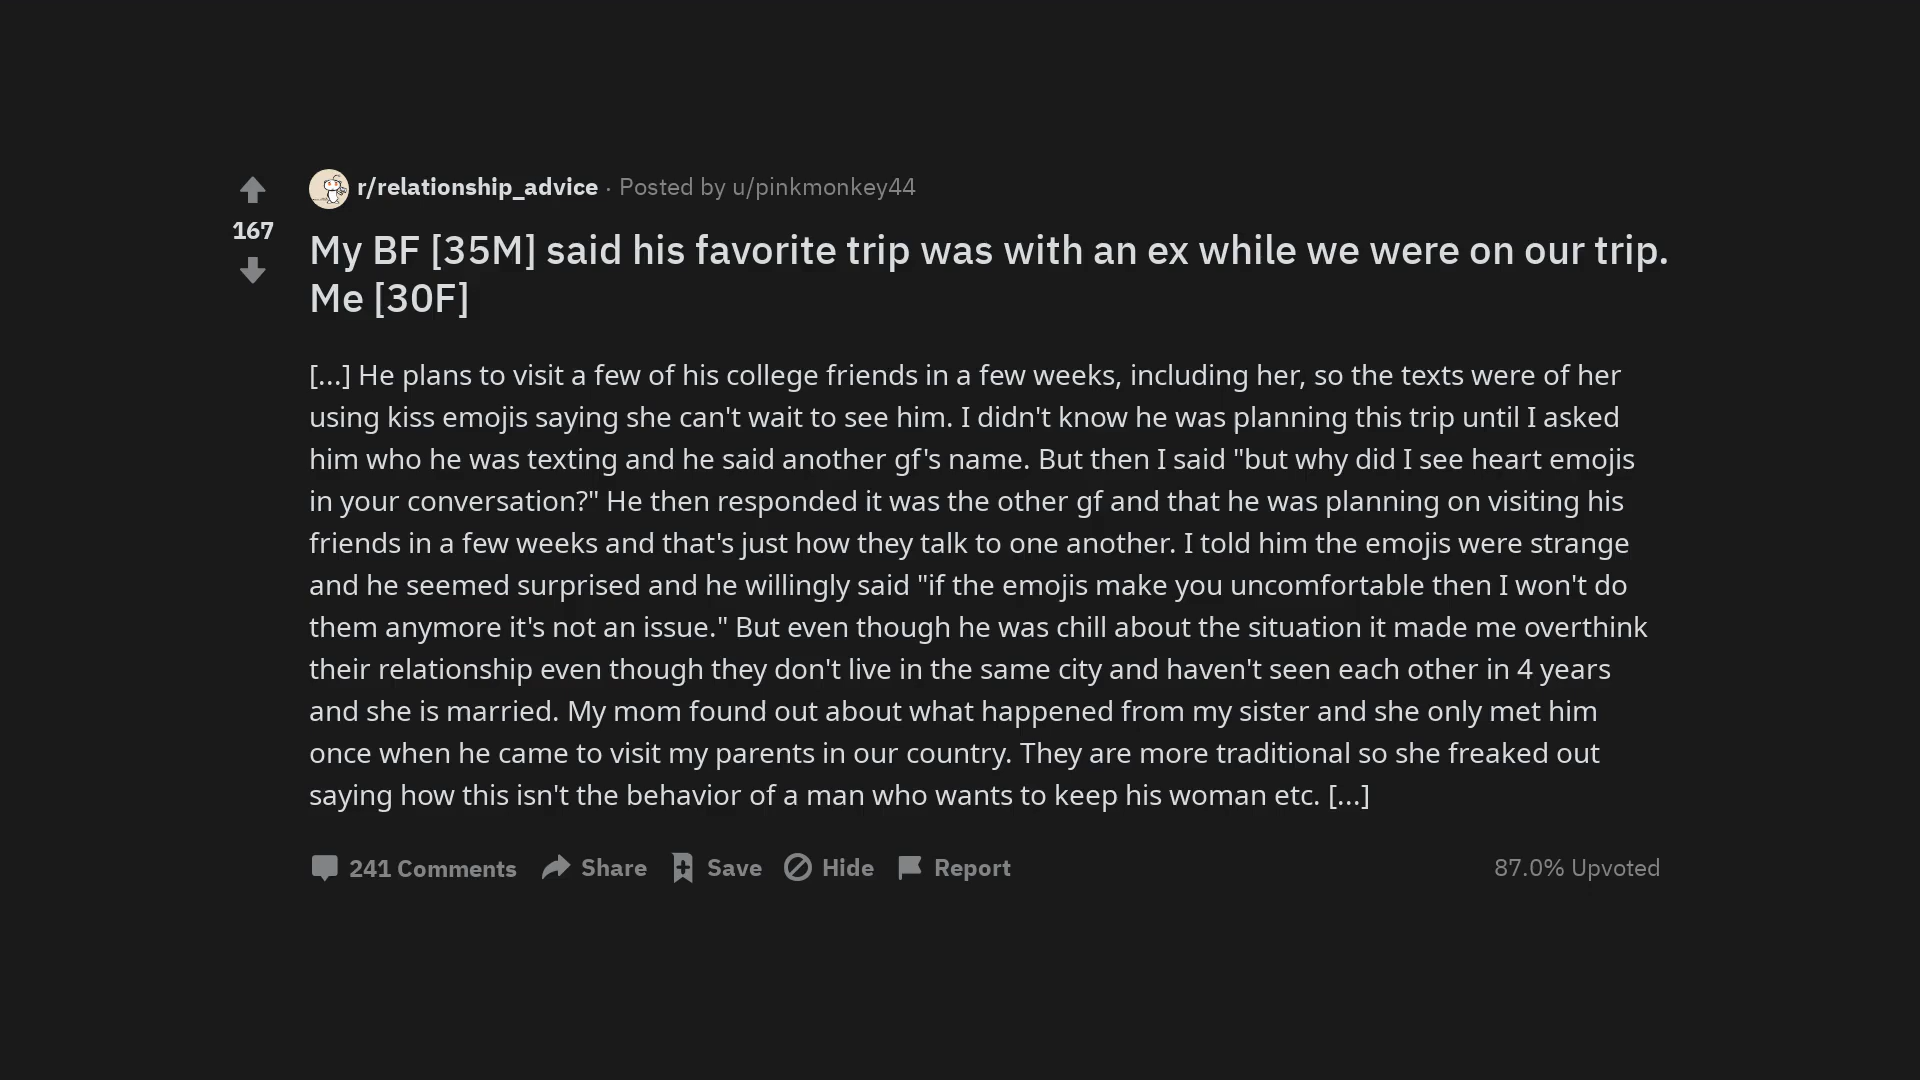 r/relationship_advice · Posted by u/pinkmonkey44
167
My BF [35M] said his favorite trip was with an ex while we were on our trip.
Me [30F]
[...] He plans to visit a few of his college friends in a few weeks, including her, so the texts were of her
using kiss emojis saying she can't wait to see him. I didn't know he was planning this trip until I asked
him who he was texting and he said another gf's name. But then I said "but why did I see heart emojis
in your conversation?" He then responded it was the other gf and that he was planning on visiting his
friends in a few weeks and that's just how they talk to one another. I told him the emojis were strange
and he seemed surprised and he willingly said "if the emojis make you uncomfortable then I won't do
them anymore it's not an issue." But even though he was chill about the situation it made me overthink
their relationship even though they don't live in the same city and haven't seen each other in 4 years
and she is married. My mom found out about what happened from my sister and she only met him
once when he came to visit my parents in our country. They are more traditional so she freaked out
saying how this isn't the behavior of a man who wants to keep his woman etc. [...]
241 Comments Share Save Hide Report 87.0% Upvoted